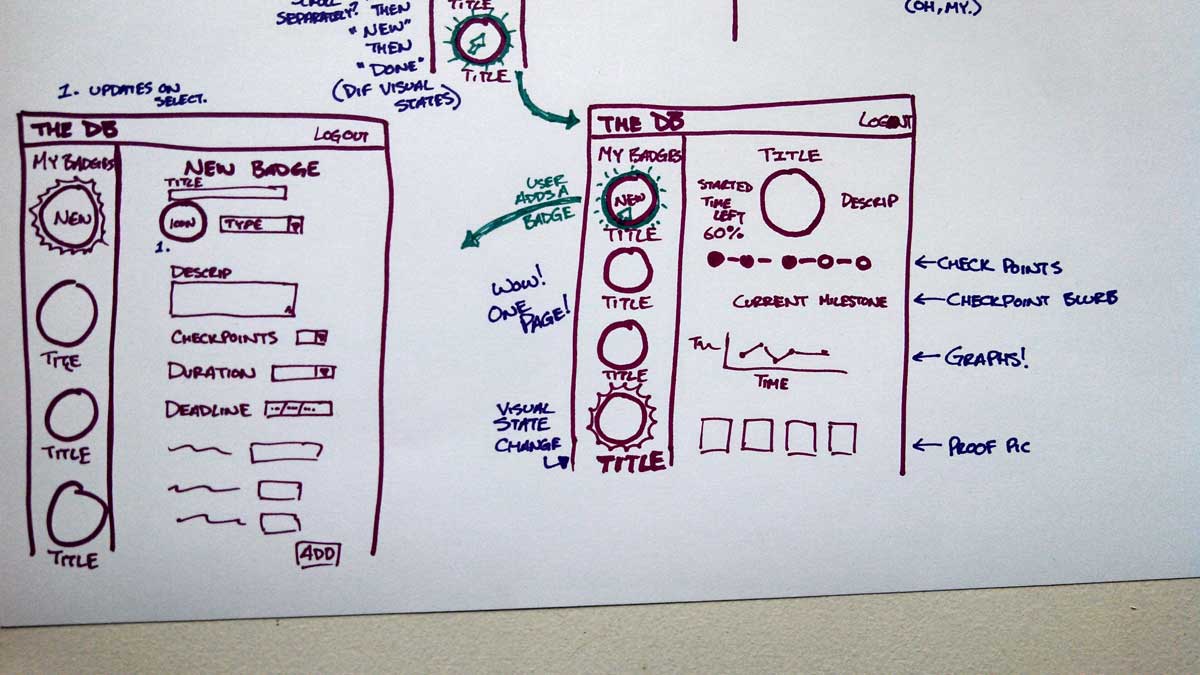 SCROLL
SEPARATELY? THEN
"NEW"
THEN
"DONE"
(DIF VISUAL
STATES)
TITLE
TITLE
(OH, MY.)
1. UPDATES ON
SELECT.
THE DB
LOGOUT
MY BADGES
NEW
TITLE
TITLE
TITLE
NEW BADGE
TITLE
ICON
TYPE
1.
DESCRIP
CHECKPOINTS
DURATION
DEADLINE
--/--/--
ADD
USER
ADDS A
BADGE
WOW!
ONE
PAGE!
VISUAL
STATE
CHANGE
THE DB
LOGOUT
MY BADGES
NEW
TITLE
TITLE
TITLE
TITLE
TITLE
STARTED
TIME
LEFT
60%
DESCRIP
CURRENT MILESTONE
TIME
CHECK POINTS
CHECKPOINT BLURB
GRAPHS!
PROOF PIC